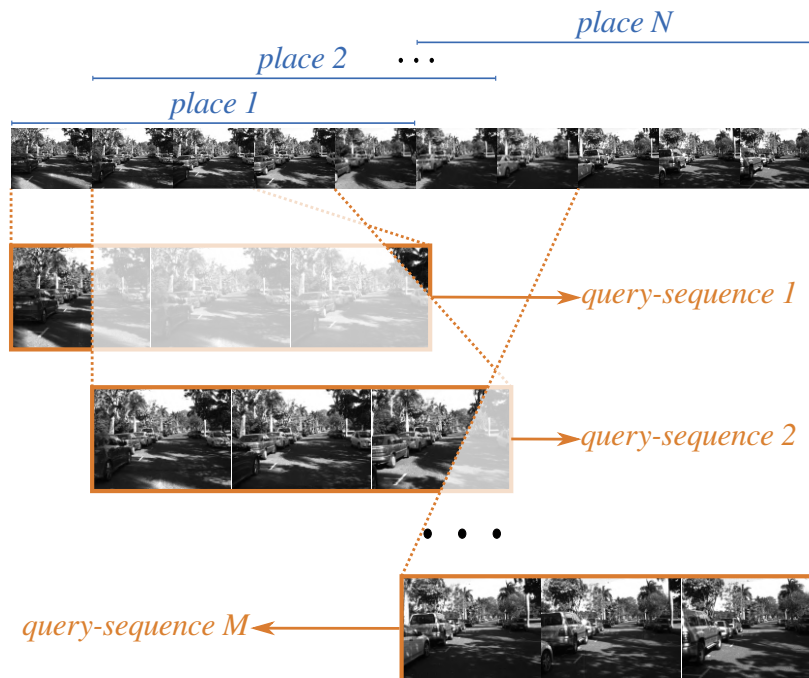 place N
place 2
...
place 1
query-sequence 1
query-sequence 2
...
query-sequence M